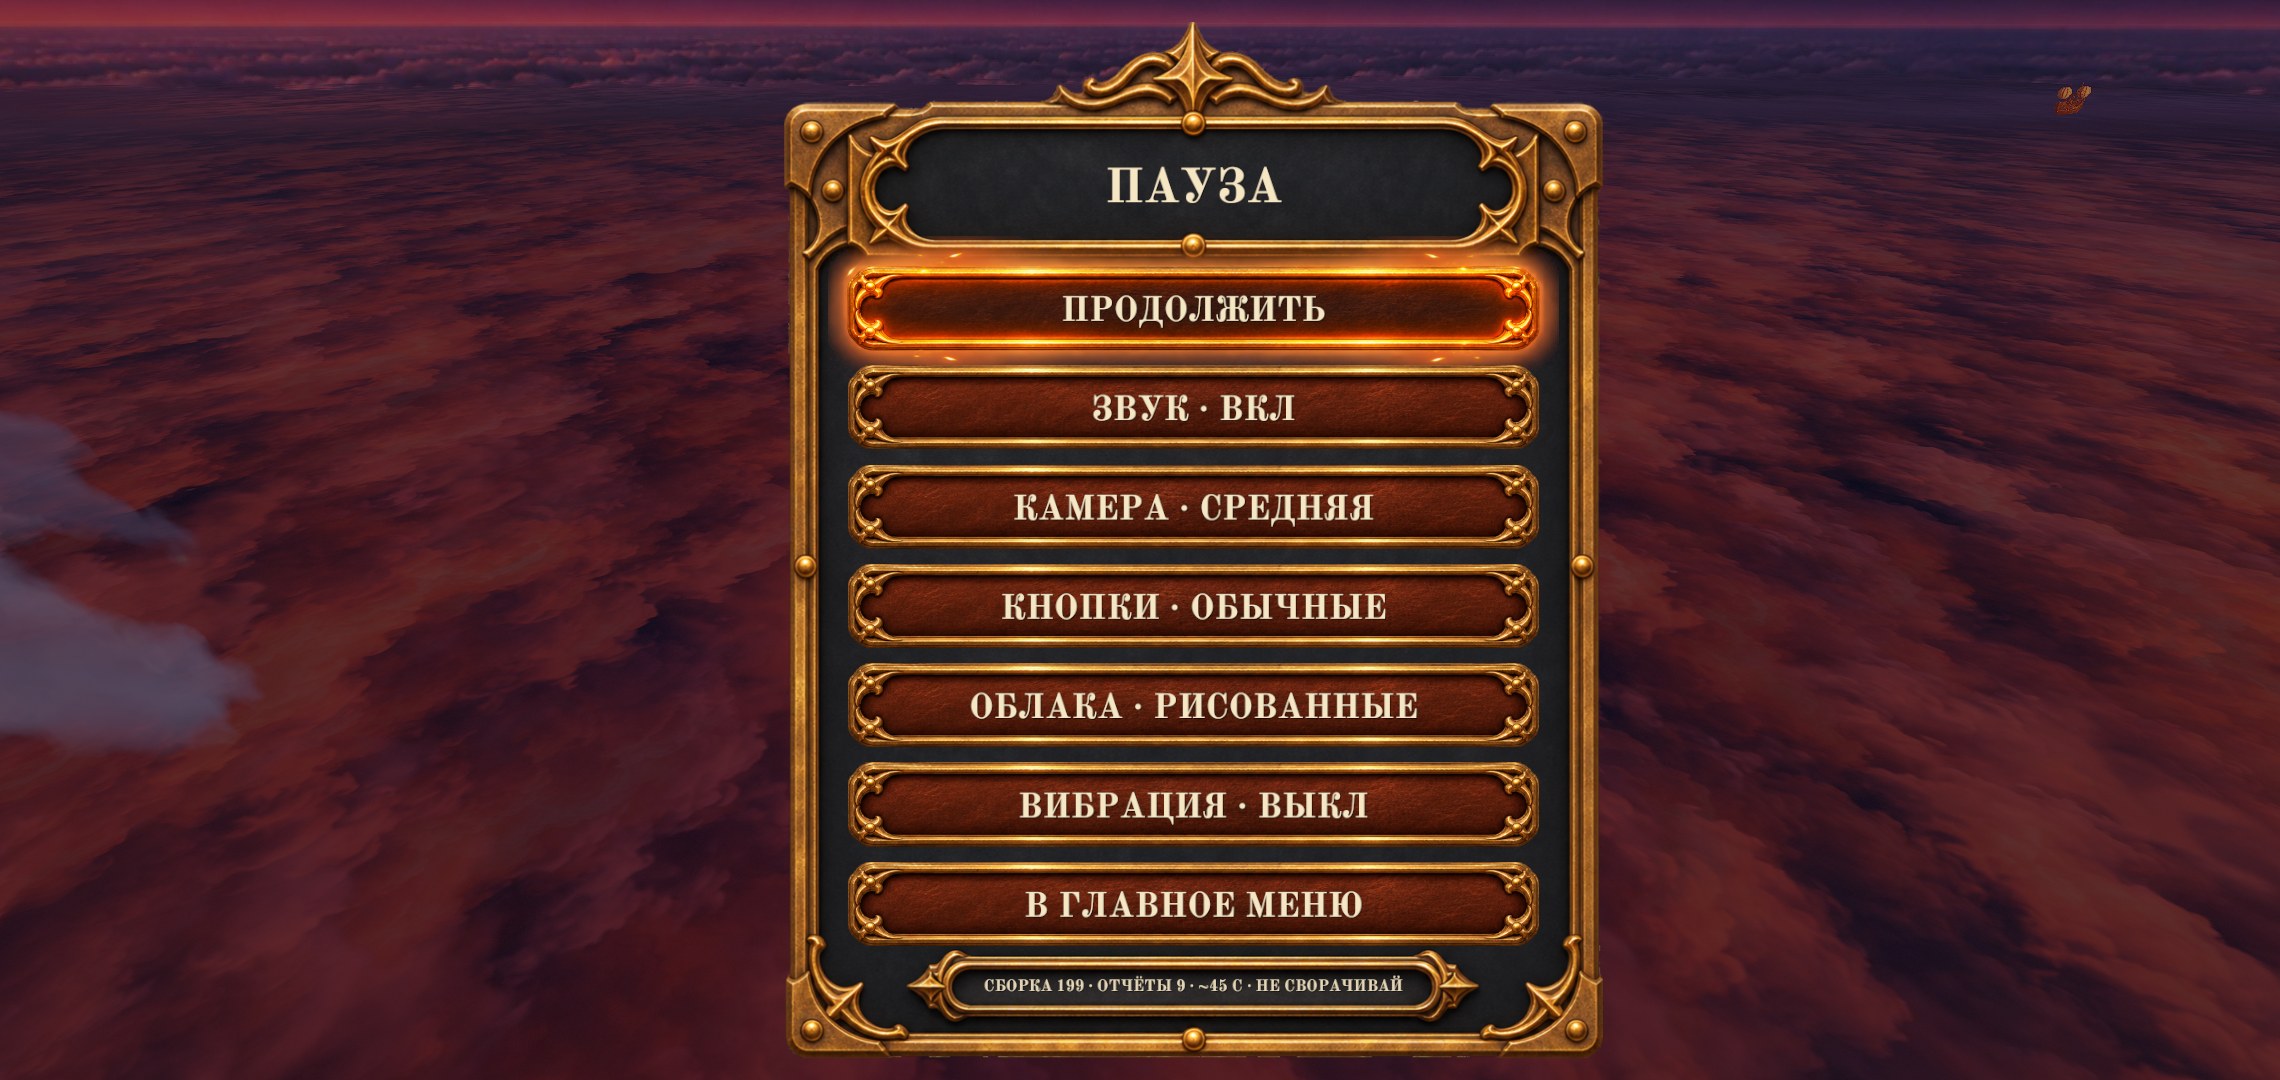 ПАУЗА
ПРОДОЛЖИТЬ
ЗВУК · ВКЛ
КАМЕРА · СРЕДНЯЯ
КНОПКИ · ОБЫЧНЫЕ
ОБЛАКА · РИСОВАННЫЕ
ВИБРАЦИЯ · ВЫКЛ
В ГЛАВНОЕ МЕНЮ
СБОРКА 199 · ОТЧЁТЫ 9 · ~45 С · НЕ СВОРАЧИВАЙ